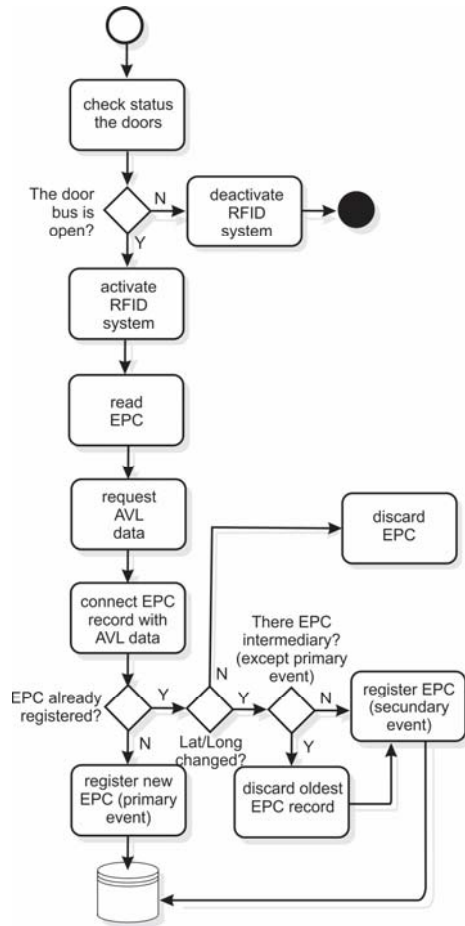 check status
the doors
The door
bus is
open?
N
Y
deactivate
RFID
system
activate
RFID
system
read
EPC
request
AVL
data
discard
EPC
connect EPC
record with
AVL data
There EPC
intermediary?
(except primary
event)
EPC already
registered?
Y
N
N
Y
Lat/Long
changed?
N
Y
register EPC
(secundary
event)
register new
EPC (primary
event)
discard oldest
EPC record